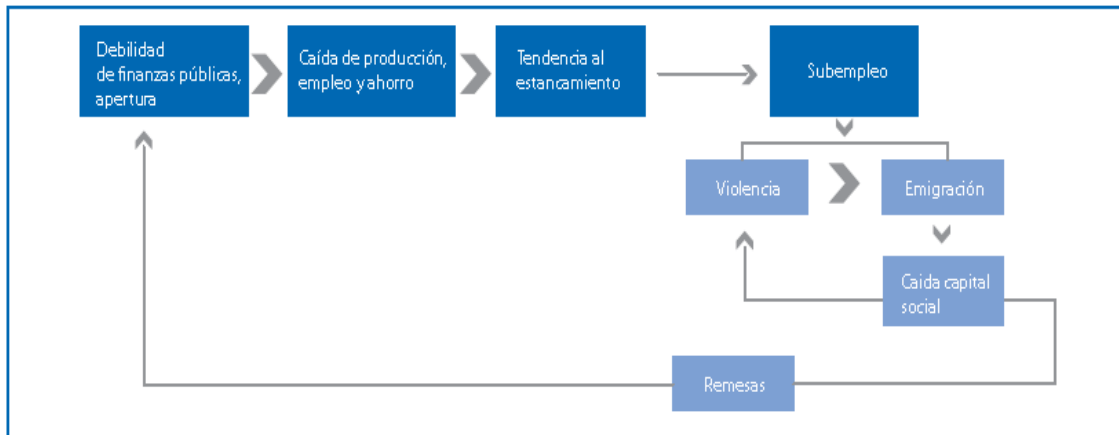 Debilidad
de finanzas públicas,
apertura
Caída de producción,
empleo y ahorro
Tendencia al
estancamiento
Subempleo
Violencia
Emigración
Caida capital
social
Remesas